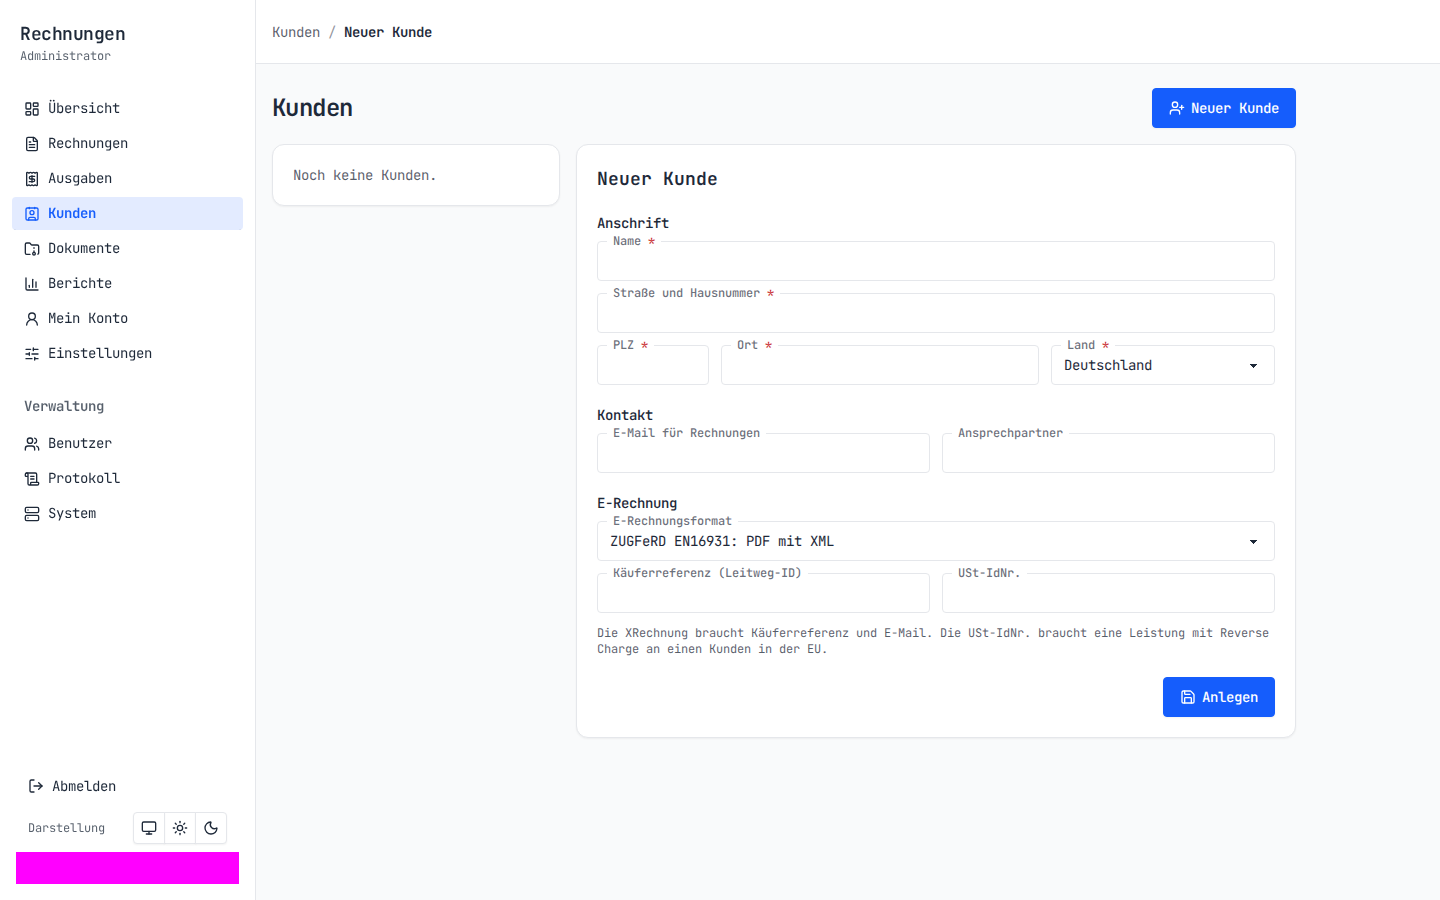 Rechnungen
Administrator
Übersicht
Rechnungen
Ausgaben
Kunden
Dokumente
Berichte
Mein Konto
Einstellungen
Verwaltung
Benutzer
Protokoll
System
Abmelden
Darstellung
Kunden / Neuer Kunde
Kunden
Neuer Kunde
Noch keine Kunden.
Neuer Kunde
Anschrift
Name *
Straße und Hausnummer *
PLZ * Ort * Land *
Deutschland
Kontakt
E-Mail für Rechnungen Ansprechpartner
E-Rechnung
E-Rechnungsformat
ZUGFeRD EN16931: PDF mit XML
Käuferreferenz (Leitweg-ID) USt-IdNr.
Die XRechnung braucht Käuferreferenz und E-Mail. Die USt-IdNr. braucht eine Leistung mit Reverse
Charge an einen Kunden in der EU.
Anlegen